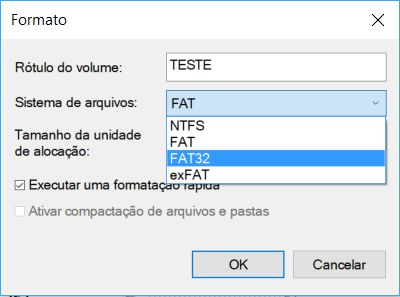 Formato
Rótulo do volume:
TESTE
Sistema de arquivos:
FAT
NTFS
FAT
FAT32
exFAT
Tamanho da unidade
de alocação:
Executar uma formatação rápida
Ativar compactação de arquivos e pastas
OK
Cancelar